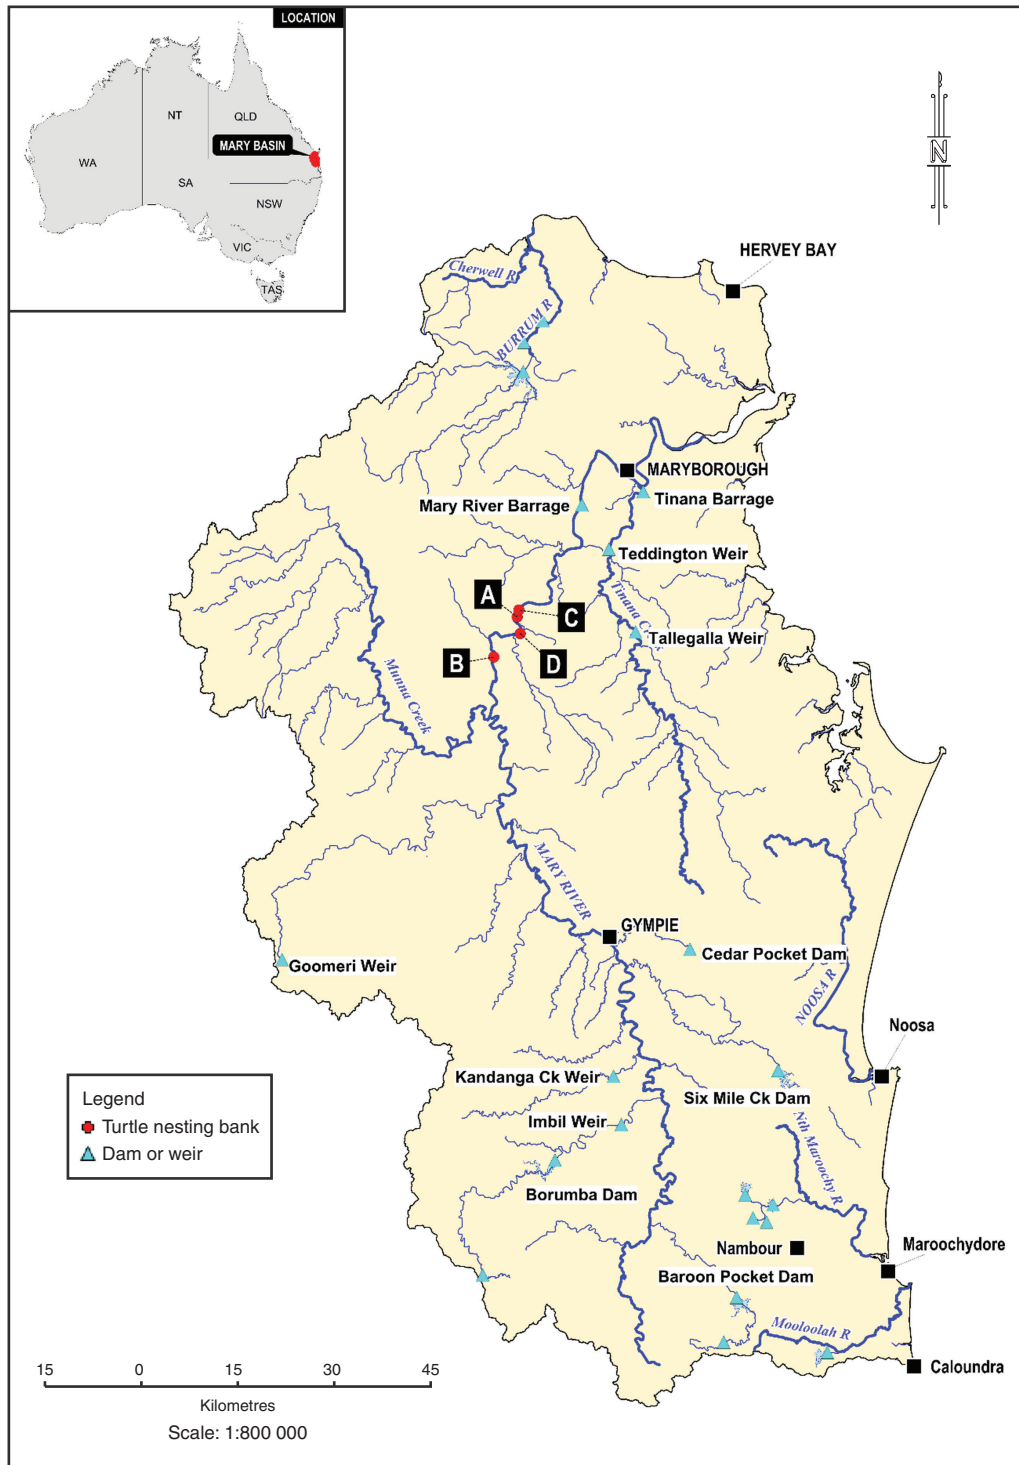 LOCATION
NT
QLD
MARY BASIN
WA
SA
NSW
VIC
TAS
N
HERVEY BAY
Cherwell R
BURRUM R
MARYBOROUGH
Mary River Barrage
Tinana Barrage
Teddington Weir
A
C
Tinana C
Tallegalla Weir
B
D
Munna Creek
MARY RIVER
GYMPIE
Cedar Pocket Dam
Goomeri Weir
NOOSA R
Noosa
Kandanga Ck Weir
Six Mile Ck Dam
Imbil Weir
Nth Maroochy R
Borumba Dam
Nambour
Maroochydore
Baroon Pocket Dam
Mooloolah R
Caloundra
Legend
Turtle nesting bank
Dam or weir
15 0 15 30 45
Kilometres
Scale: 1:800 000